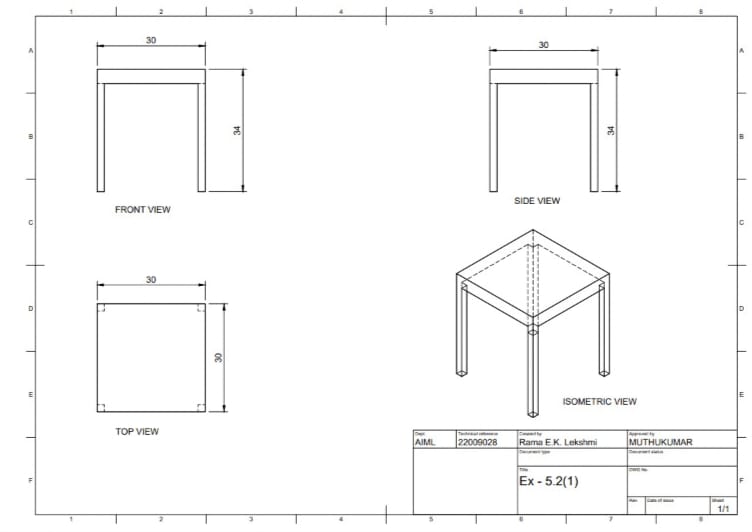 1 2 3 4 5 6 7 8
A A
30 30
34 34
B B
FRONT VIEW
SIDE VIEW
C C
30
D D
30
E E
ISOMETRIC VIEW
TOP VIEW
Dept. Technical reference Created by Approved by
AIML 22009028 Rama E.K. Lekshmi MUTHUKUMAR
Document type Document status
Title DWG No.
Ex - 5.2(1)
F F
Rev. Date of issue Sheet
1/1
1 2 3 4 5 6 7 8